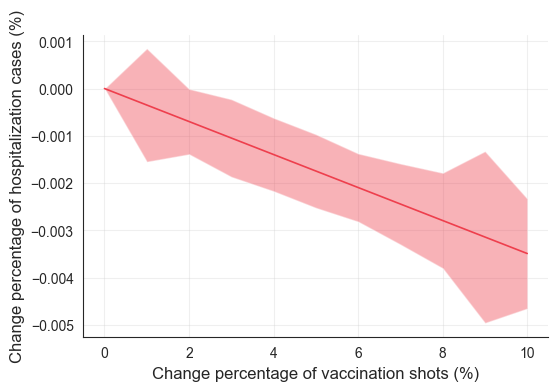 Change percentage of hospitalization cases (%)
0.001
0.000
−0.001
−0.002
−0.003
−0.004
−0.005
0 2 4 6 8 10
Change percentage of vaccination shots (%)